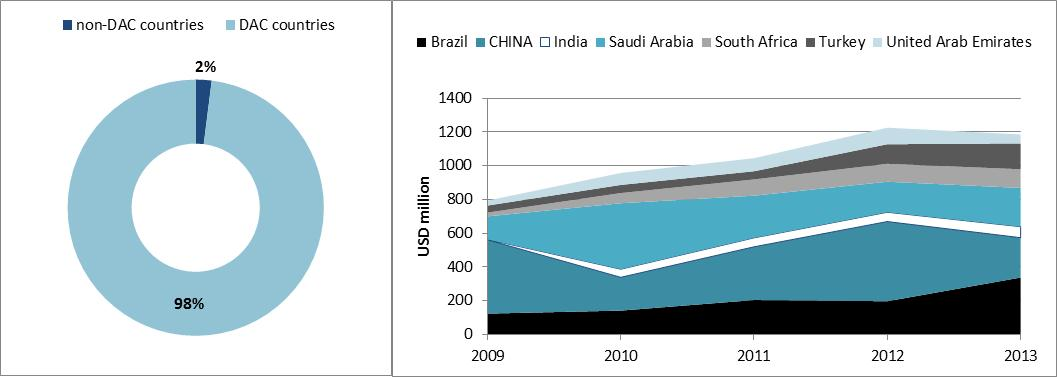 non-DAC countries DAC countries
2%
98%
Brazil CHINA India Saudi Arabia South Africa Turkey United Arab Emirates
USD million
1400
1200
1000
800
600
400
200
0
2009 2010 2011 2012 2013